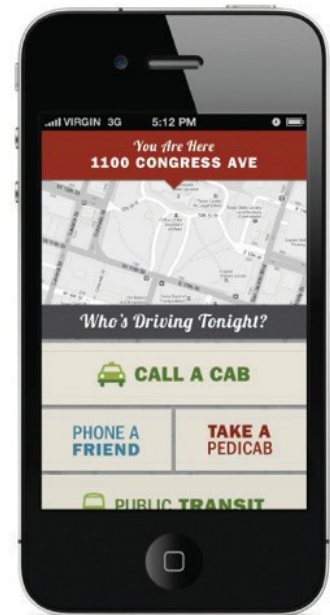 VIRGIN 3G 5:12 PM
You Are Here
1100 CONGRESS AVE
Who's Driving Tonight?
CALL A CAB
PHONE A
FRIEND
TAKE A
PEDICAB
PUBLIC TRANSIT